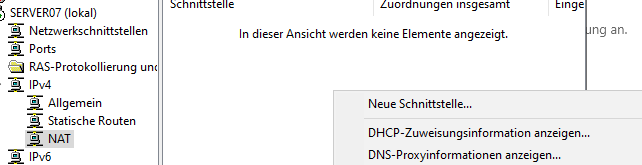 SERVER07 (lokal)
Netzwerkschnittstellen
Ports
RAS-Protokollierung und
IPv4
Allgemein
Statische Routen
NAT
IPv6
Schnittstelle
Zuordnungen insgesamt
Einge
In dieser Ansicht werden keine Elemente angezeigt.
ung an.
Neue Schnittstelle...
DHCP-Zuweisungsinformation anzeigen...
DNS-Proxyinformationen anzeigen...